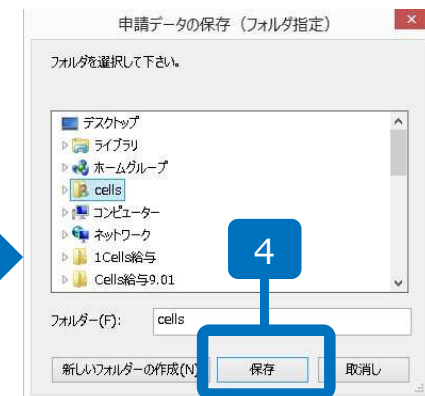 申請データの保存（フォルダ指定）
フォルダを選択して下さい。
デスクトップ
ライブラリ
ホームグループ
cells
コンピューター
ネットワーク
1Cells給与
Cells給与9.01
4
フォルダー(F): cells
新しいフォルダーの作成(N) 保存 取消し